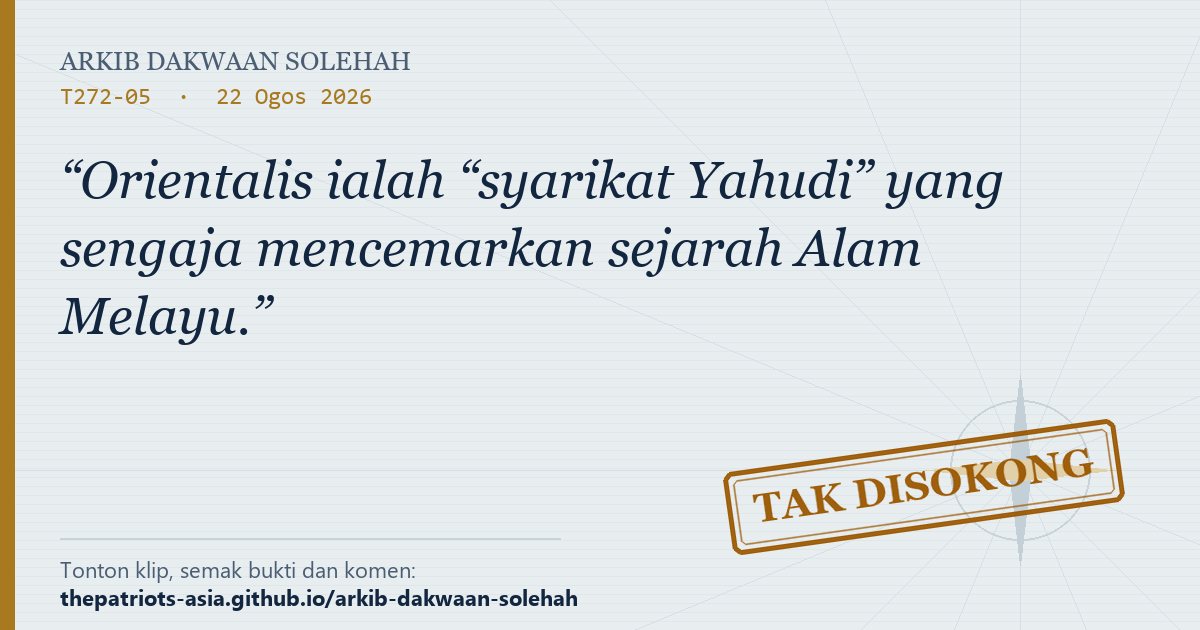 ARKIB DAKWAAN SOLEHAH
T272-05 · 22 Ogos 2026
“Orientalis ialah “syarikat Yahudi” yang
sengaja mencemarkan sejarah Alam
Melayu.”
TAK DISOKONG
Tonton klip, semak bukti dan komen:
thepatriots-asia.github.io/arkib-dakwaan-solehah